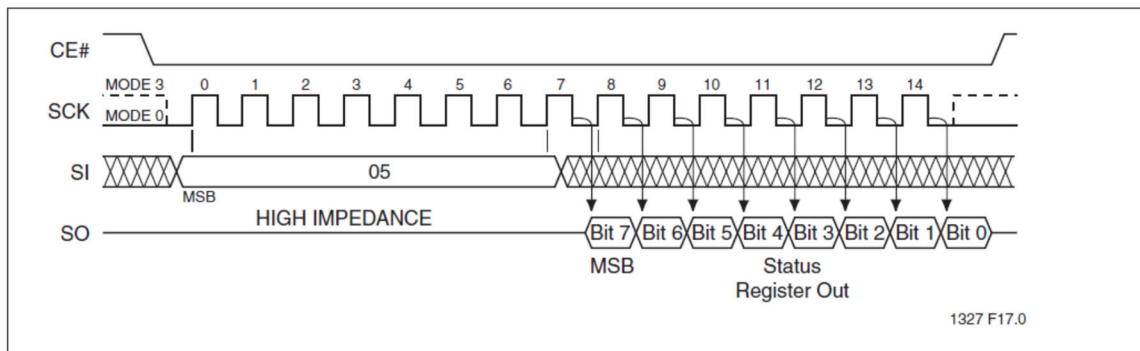 CE#
MODE 3 0 1 2 3 4 5 6 7 8 9 10 11 12 13 14
SCK
MODE 0
SI 05
MSB
HIGH IMPEDANCE
SO Bit 7 Bit 6 Bit 5 Bit 4 Bit 3 Bit 2 Bit 1 Bit 0
MSB Status
Register Out
1327 F17.0